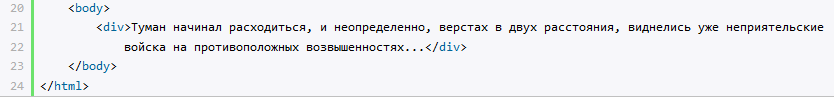 20 <body>
21 <div>Туман начинал расходиться, и неопределенно, верстах в двух расстояния, виднелись уже неприятельские
22 войска на противоположных возвышенностях...</div>
23 </body>
24 </html>